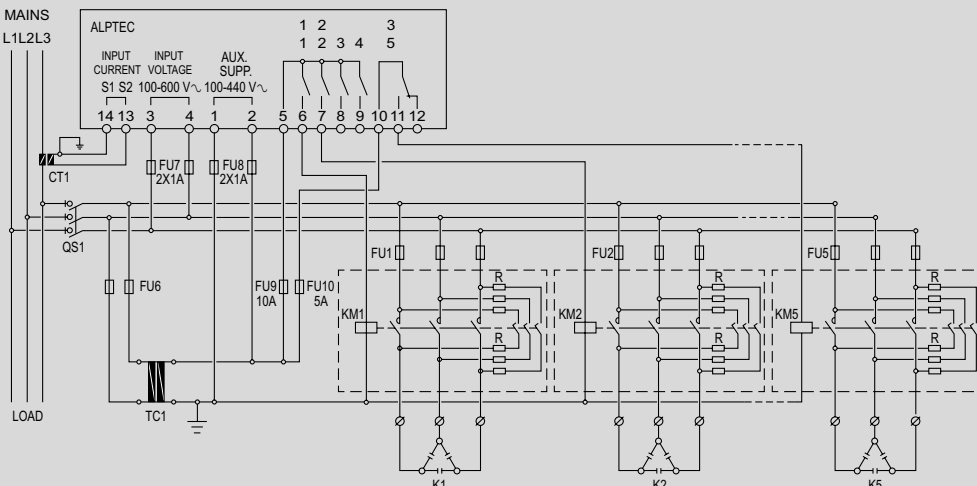 MAINS
L1L2L3
ALPTEC
1 2 3
1 2 3 4 5
INPUT CURRENT
INPUT VOLTAGE
AUX. SUPP.
S1 S2 100-600 V~ 100-440 V~
14 13 3 4 1 2 5 6 7 8 9 10 11 12
CT1
FU7
2X1A
FU8
2X1A
QS1
FU1 FU2 FU5
FU6
FU9
10A
FU10
5A
R R R
KM1 KM2 KM5
R R R
LOAD
TC1
K1 K2 K5